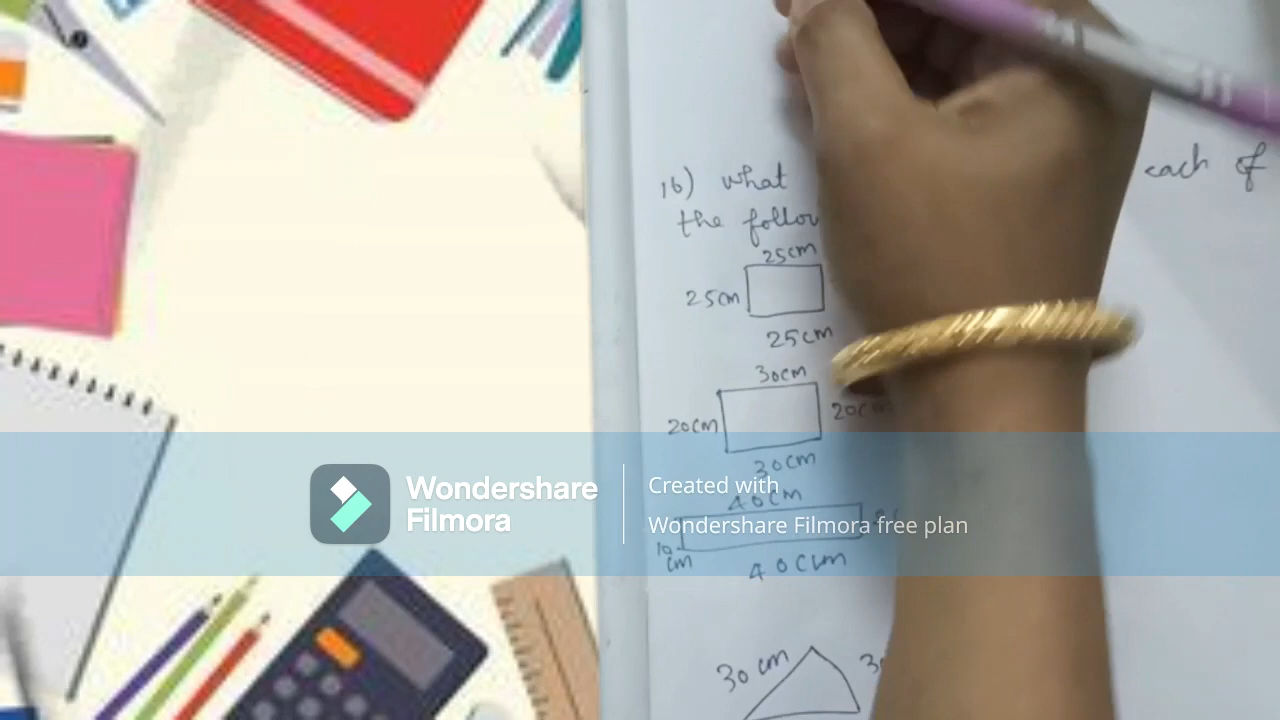 16) what each of
the follow
25cm
25cm
25cm
30cm
20cm 20cm
30cm
40cm
10
cm
40cm
30 cm
Wondershare
Filmora
Created with
Wondershare Filmora free plan